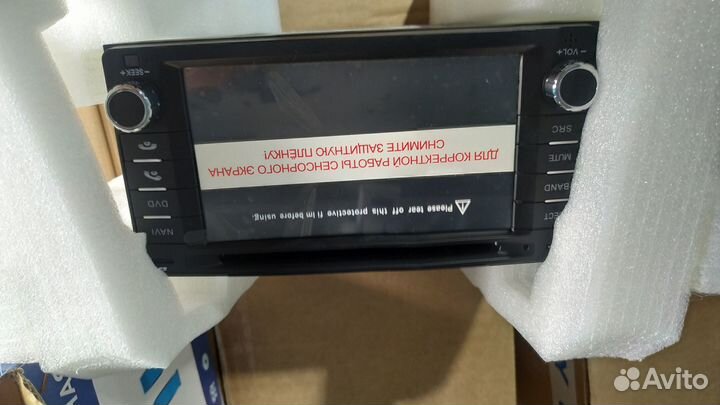 - VOL+
- SEEK+
SRC
MUTE
BAND
DVD
NAVI
ДЛЯ КОРРЕКТНОЙ РАБОТЫ СЕНСОРНОГО ЭКРАНА
СНИМИТЕ ЗАЩИТНУЮ ПЛЁНКУ!
Please tear off this protective film before using.
Avito